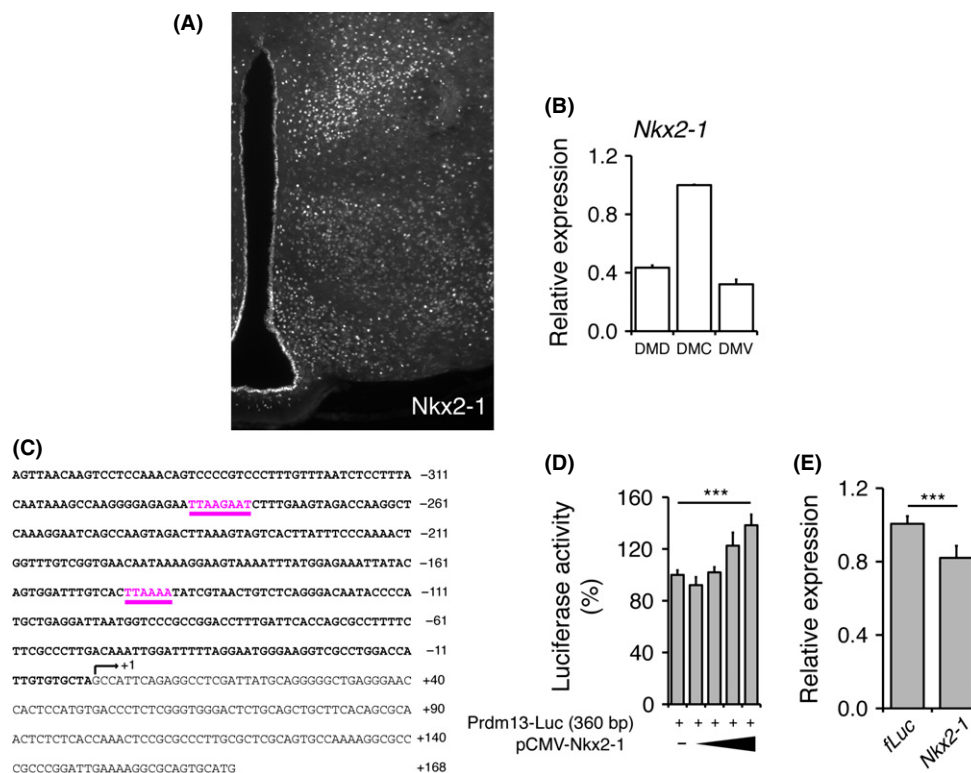 (A)
Nkx2-1
(B)
Nkx2-1
Relative expression
1.2
0.8
0.4
0.0
DMD DMC DMV
(C)
AGTTAACAAGTCCTCCAAACAGTCCCCGTCCCTTTGTTTAATCTCCTTTA −311
CAATAAAGCCAAGGGGAGAGAATTAAGAATCTTTGAAGTAGACCAAGGCT −261
CAAAGGAATCAGCCAAGTAGACTTAAAGTAGTCACTTATTTCCCAAAACT −211
GGTTTGTCGGTGAACAATAAAAGGAAGTAAAATTTATGGAGAAATTATAC −161
AGTGGATTTGTCACTTAAAATATCGTAACTGTCTCAGGGACAATACCCCA −111
TGCTGAGGATTAATGGTCCCGCCGGACCTTTGATTCACCAGCGCCTTTTC −61
TTCGCCCTTGACAAATTGGATTTTTAGGAATGGGAAGGTCGCCTGGACCA −11
+1
TTGTGTGCTAGCCATTCAGAGGCCTCGATTATGCAGGGGGCTGAGGGAAC +40
CACTCCATGTGACCCTCTCGGGTGGGACTCTGCAGCTGCTTCACAGCGCA +90
ACTCTCTCACCAAACTCCGCGCCCTTGCGCTCGCAGTGCCAAAAGGCGCC +140
GCCCGGATTGAAAAGGCGCAGTGCATG +168
(D)
Luciferase activity
(%)
160
120
80
40
0
***
Prdm13-Luc (360 bp) + + + + +
pCMV-Nkx2-1 −
(E)
Relative expression
1.2
0.8
0.4
0.0
***
fLuc Nkx2-1